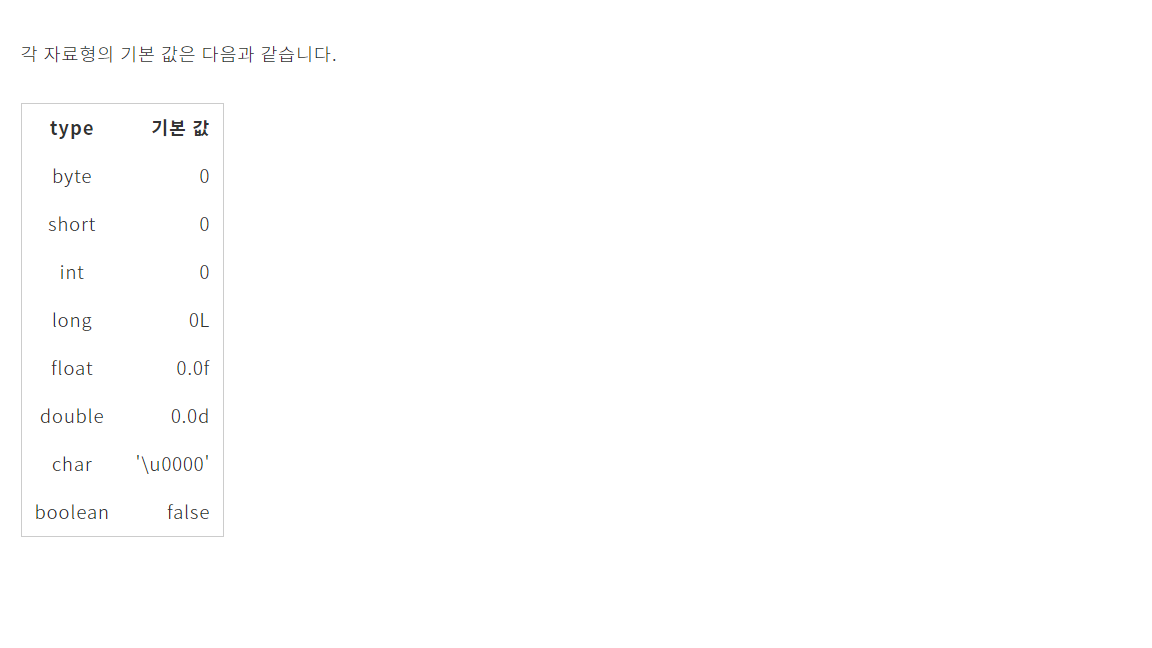 각 자료형의 기본 값은 다음과 같습니다.
type 기본 값
byte 0
short 0
int 0
long 0L
float 0.0f
double 0.0d
char '\u0000'
boolean false